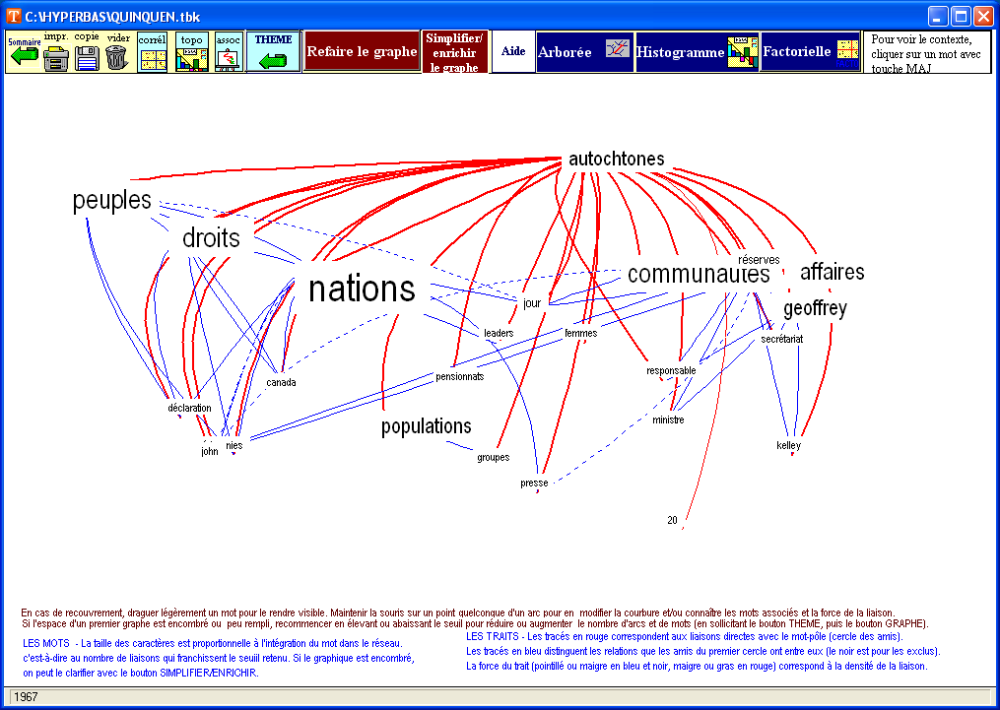 C:\HYPERBAS\QUINQUEN.tbk
Sommaire
impr.
copie
vider
corrél
topo
assoc
THEME
Refaire le graphe
Simplifier/
enrichir
le graphe
Aide
Arborée
Histogramme
Factorielle
Pour voir le contexte,
cliquer sur un mot avec
touche MAJ
autochtones
peuples
droits
réserves
communautés
affaires
nations
jour
geoffrey
leaders
femmes
secrétariat
responsable
pensionnats
canada
déclaration
ministre
populations
john
nies
kelley
groupes
presse
20
En cas de recouvrement, draguer légèrement un mot pour le rendre visible. Maintenir la souris sur un point quelconque d'un arc pour en modifier la courbure et/ou connaître les mots associés et la force de la liaison.
Si l'espace d'un premier graphe est encombré ou peu rempli, recommencer en élevant ou abaissant le seuil pour réduire ou augmenter le nombre d'arcs et de mots (en sollicitant le bouton THEME, puis le bouton GRAPHE).
LES MOTS - La taille des caractères est proportionnelle à l'intégration du mot dans le réseau.
c'est-à-dire au nombre de liaisons qui franchissent le seuill retenu. Si le graphique est encombré,
on peut le clarifier avec le bouton SIMPLIFIER/ENRICHIR.
LES TRAITS - Les tracés en rouge correspondent aux liaisons directes avec le mot-pôle (cercle des amis).
Les tracés en bleu distinguent les relations que les amis du premier cercle ont entre eux (le noir est pour les exclus).
La force du trait (pointillé ou maigre en bleu et noir, maigre ou gras en rouge) correspond à la densité de la liaison.
1967